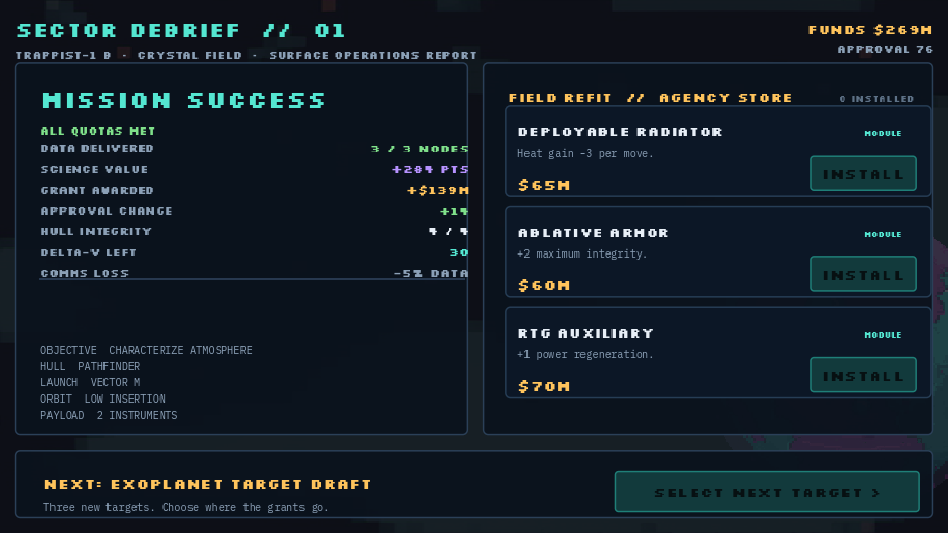 SECTOR DEBRIEF // 01
FUNDS $269M
TRAPPIST-1 B · CRYSTAL FIELD · SURFACE OPERATIONS REPORT
APPROVAL 76
MISSION SUCCESS
ALL QUOTAS MET
DATA DELIVERED 3 / 3 NODES
SCIENCE VALUE +284 PTS
GRANT AWARDED +$139M
APPROVAL CHANGE +14
HULL INTEGRITY 4 / 4
DELTA-V LEFT 30
COMMS LOSS -5% DATA
OBJECTIVE CHARACTERIZE ATMOSPHERE
HULL PATHFINDER
LAUNCH VECTOR M
ORBIT LOW INSERTION
PAYLOAD 2 INSTRUMENTS
FIELD REFIT // AGENCY STORE
0 INSTALLED
DEPLOYABLE RADIATOR
MODULE
Heat gain -3 per move.
$65M
INSTALL
ABLATIVE ARMOR
MODULE
+2 maximum integrity.
$60M
INSTALL
RTG AUXILIARY
MODULE
+1 power regeneration.
$70M
INSTALL
NEXT: EXOPLANET TARGET DRAFT
Three new targets. Choose where the grants go.
SELECT NEXT TARGET >